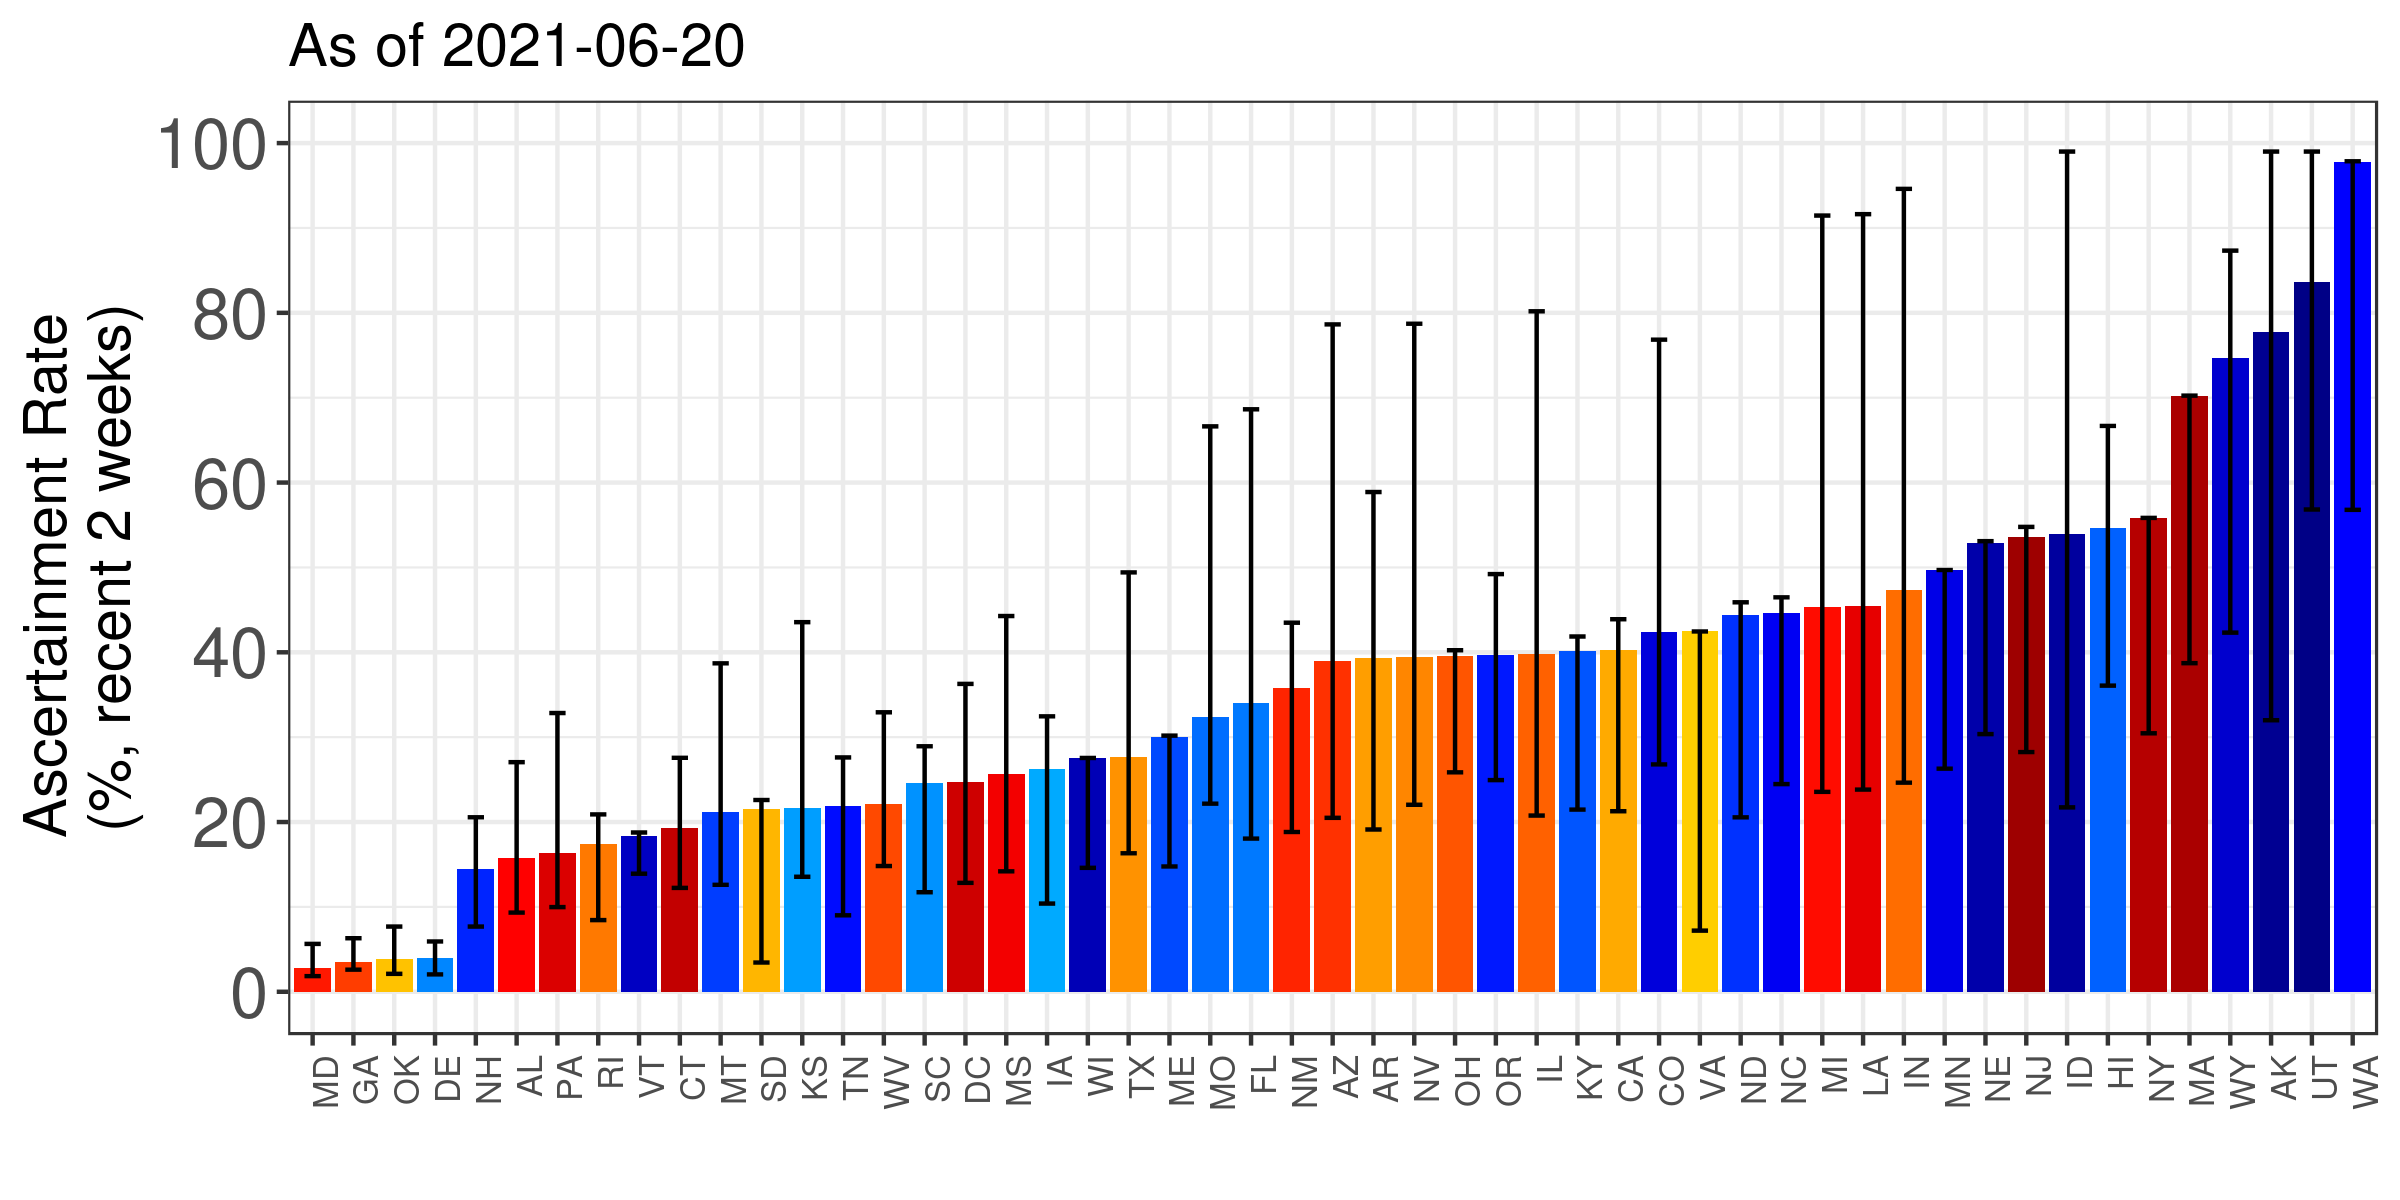 As of 2021-06-20
Ascertainment Rate
(%, recent 2 weeks)
100
80
60
40
20
0
MD GA OK DE NH AL PA RI VT CT MT SD KS TN WV SC DC MS IA WI TX ME MO FL NM AZ AR NV OH OR IL KY CA CO VA ND NC MI LA IN MN NE NJ ID HI NY MA WY AK UT WA